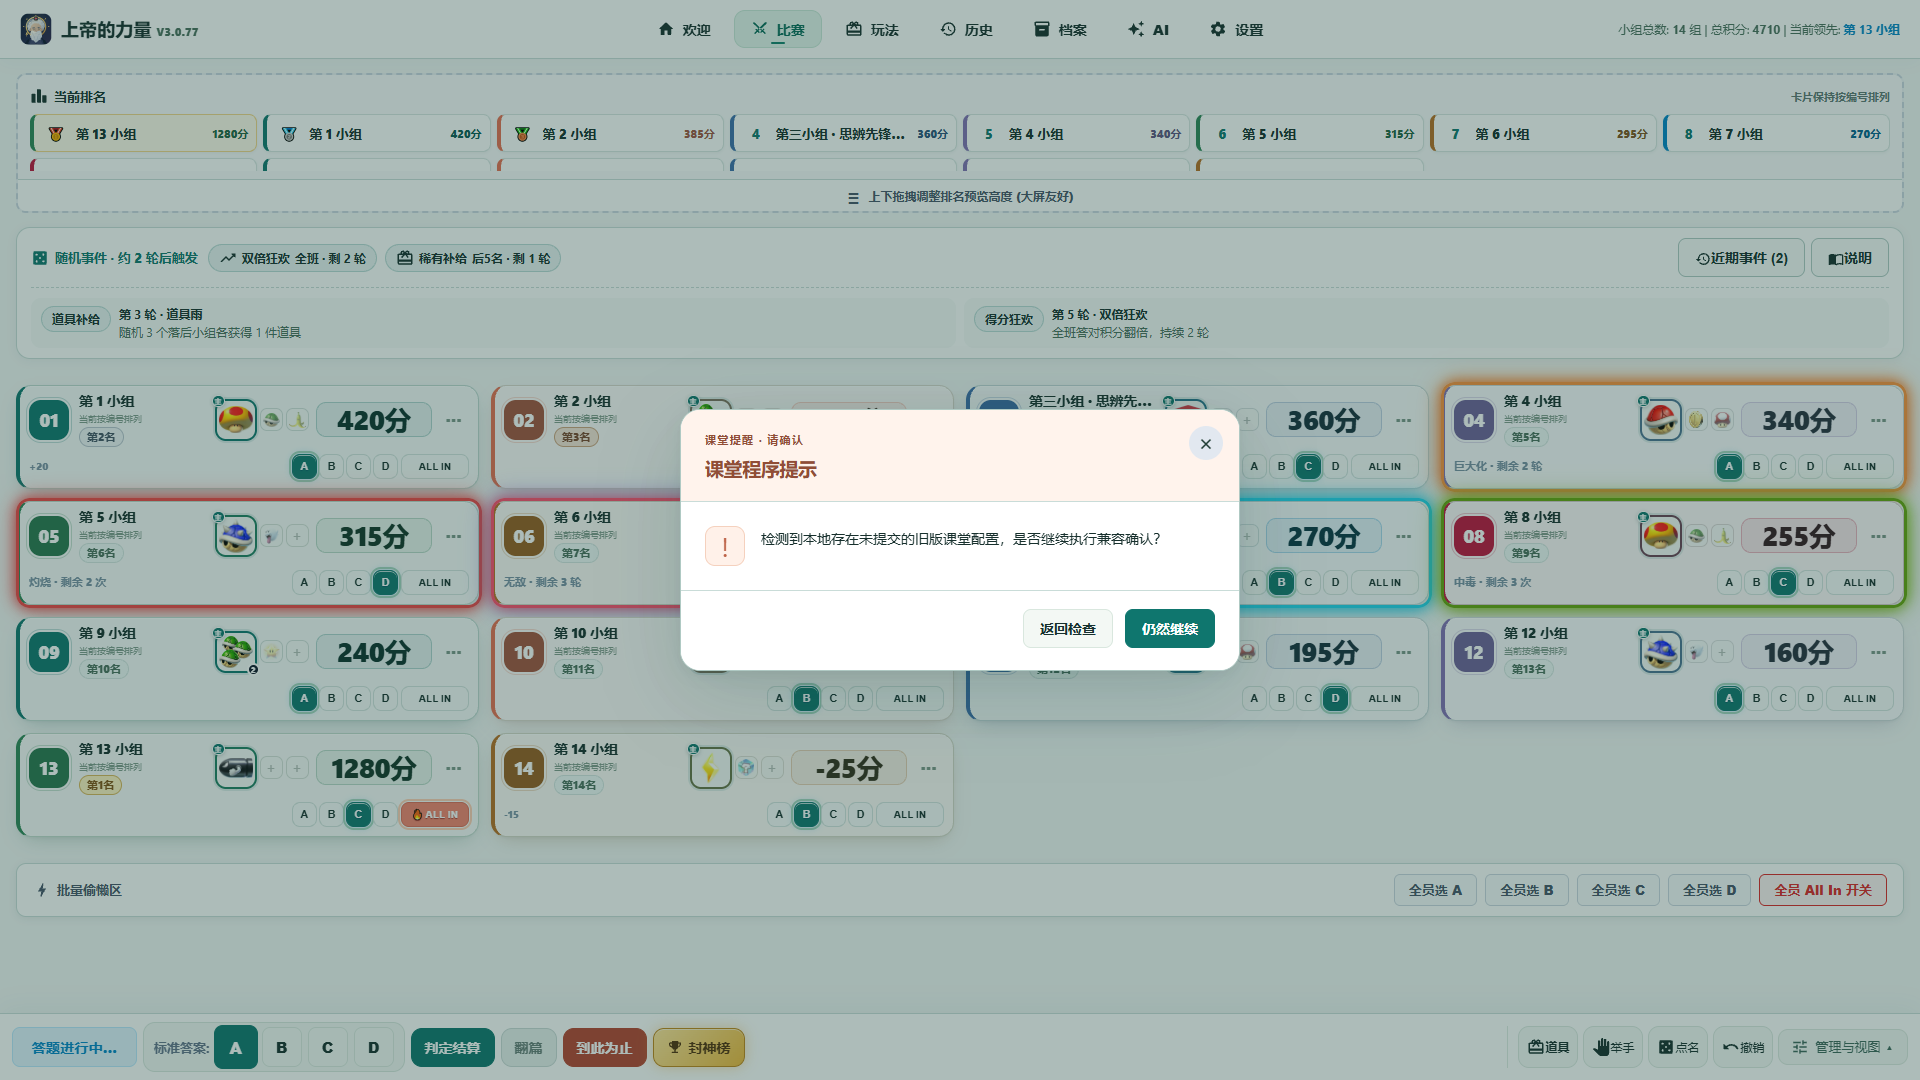 上帝的力量 V3.0.77
欢迎
比赛
玩法
历史
档案
AI
设置
小组总数: 14 组 | 总积分: 4710 | 当前领先: 第 13 小组
当前排名
卡片保持按编号排列
第 13 小组 1280分
第 1 小组 420分
第 2 小组 385分
4 第三小组 · 思辨先锋... 360分
5 第 4 小组 340分
6 第 5 小组 315分
7 第 6 小组 295分
8 第 7 小组 270分
上下拖拽调整排名预览高度 (大屏友好)
随机事件 · 约 2 轮后触发
双倍狂欢 全班 · 剩 2 轮
稀有补给 后5名 · 剩 1 轮
近期事件 (2)
说明
道具补给
第 3 轮 · 道具雨
随机 3 个落后小组各获得 1 件道具
得分狂欢
第 5 轮 · 双倍狂欢
全班答对积分翻倍，持续 2 轮
01
第 1 小组
当前按编号排列
第2名
420分
+20
A B C D ALL IN
02
第 2 小组
当前按编号排列
第3名
第三小组 · 思辨先...
360分
A B C D ALL IN
04
第 4 小组
当前按编号排列
第5名
340分
巨大化 · 剩余 2 轮
A B C D ALL IN
05
第 5 小组
当前按编号排列
第6名
315分
灼烧 · 剩余 2 次
A B C D ALL IN
06
第 6 小组
当前按编号排列
第7名
无敌 · 剩余 3 轮
270分
A B C D ALL IN
08
第 8 小组
当前按编号排列
第9名
255分
中毒 · 剩余 3 次
A B C D ALL IN
课堂提醒 · 请确认
课堂程序提示
检测到本地存在未提交的旧版课堂配置，是否继续执行兼容确认？
返回检查
仍然继续
09
第 9 小组
当前按编号排列
第10名
2
240分
A B C D ALL IN
10
第 10 小组
当前按编号排列
第11名
A B C D ALL IN
195分
A B C D ALL IN
12
第 12 小组
当前按编号排列
第13名
160分
A B C D ALL IN
13
第 13 小组
当前按编号排列
第1名
1280分
A B C D ALL IN
14
第 14 小组
当前按编号排列
第14名
-25分
-15
A B C D ALL IN
批量偷懒区
全员选 A
全员选 B
全员选 C
全员选 D
全员 All In 开关
答题进行中...
标准答案: A B C D
判定结算
翻篇
到此为止
封神榜
道具
举手
点名
撤销
管理与视图